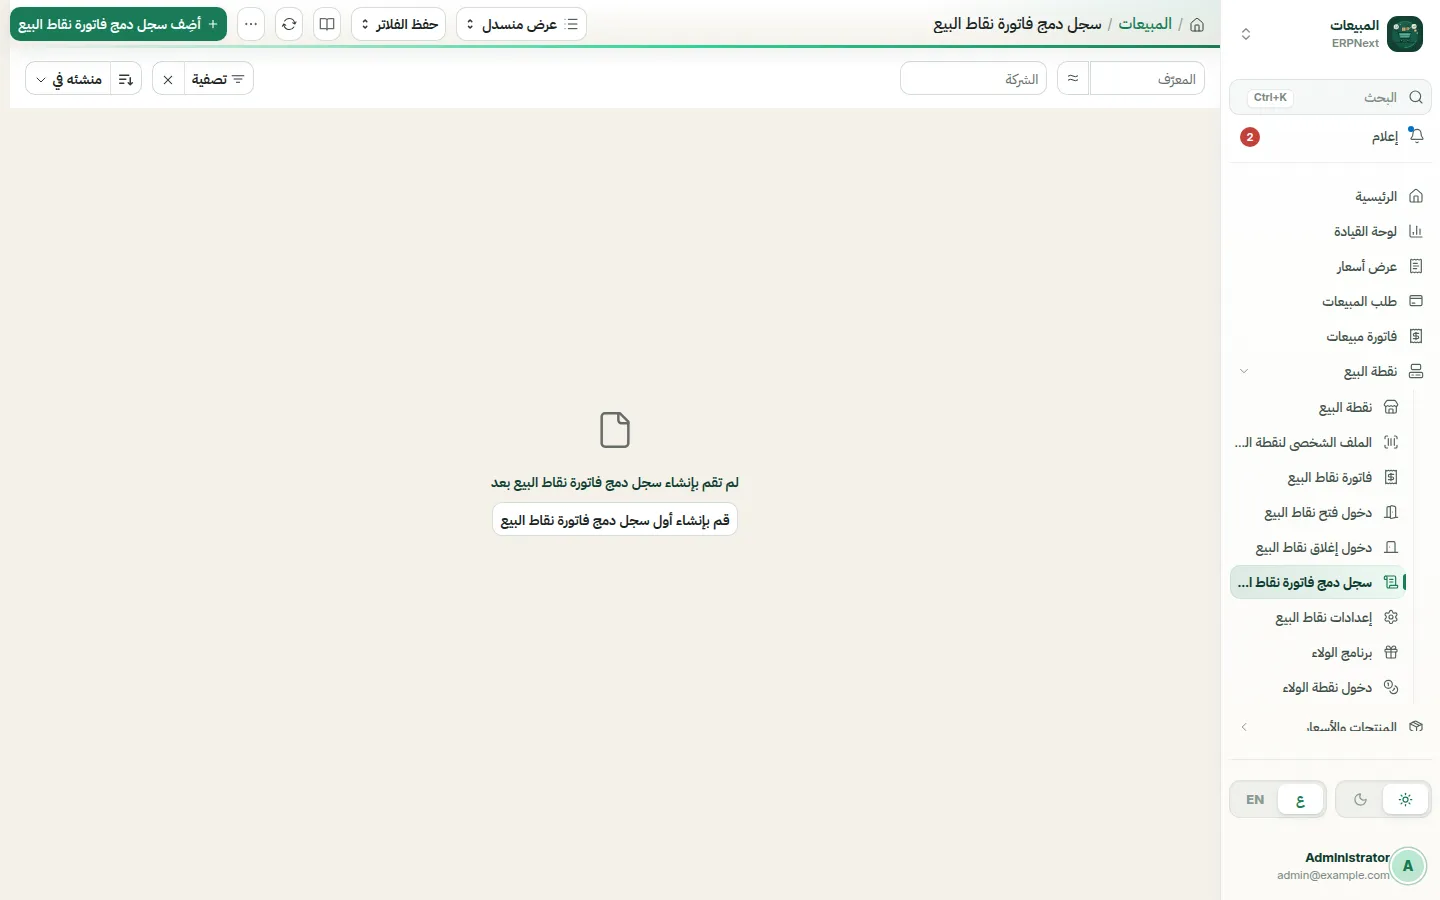 المبيعات
ERPNext
البحث
Ctrl+K
إعلام
2
الرئيسية
لوحة القيادة
عرض أسعار
طلب المبيعات
فاتورة مبيعات
نقطة البيع
نقطة البيع
الملف الشخصي لنقطة الـ...
فاتورة نقاط البيع
دخول فتح نقاط البيع
دخول إغلاق نقاط البيع
سجل دمج فاتورة نقاط ا...
إعدادات نقاط البيع
برنامج الولاء
دخول نقطة الولاء
المنتجات والأسعار
ع
EN
Administrator
admin@example.com
A
/ المبيعات / سجل دمج فاتورة نقاط البيع
عرض منسدل
حفظ الفلاتر
...
+ أضِف سجل دمج فاتورة نقاط البيع
المعرّف
≈
الشركة
تصفية
منشئه في
لم تقم بإنشاء سجل دمج فاتورة نقاط البيع بعد
قم بإنشاء أول سجل دمج فاتورة نقاط البيع